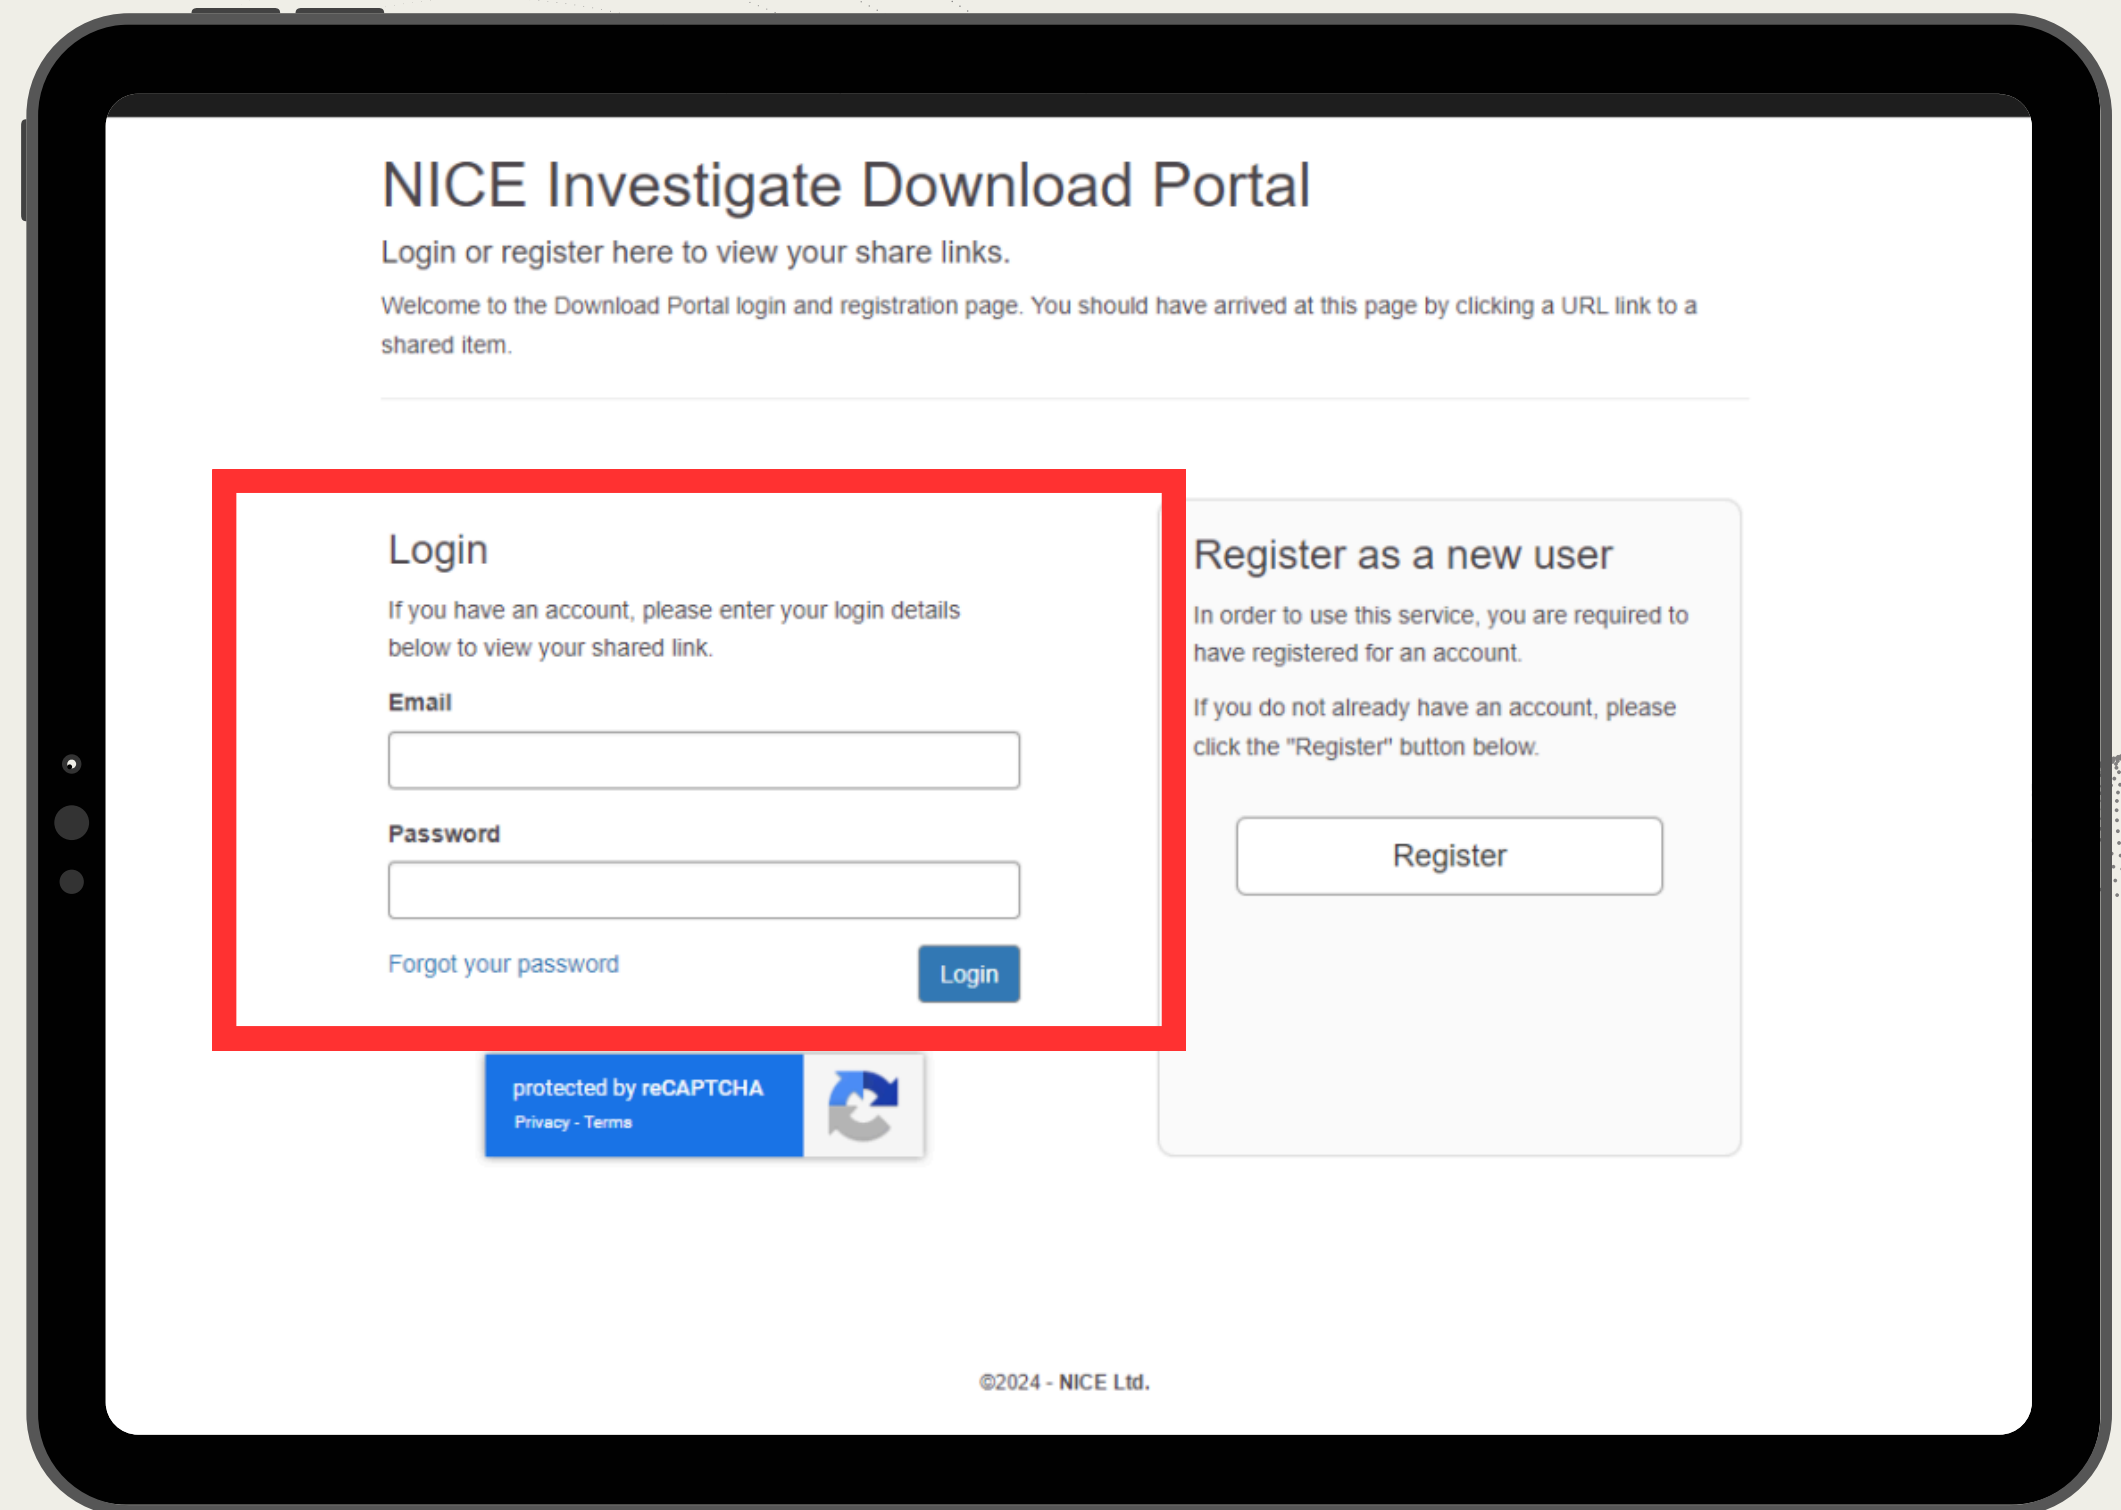 NICE Investigate Download Portal
Login or register here to view your share links.
Welcome to the Download Portal login and registration page. You should have arrived at this page by clicking a URL link to a
shared item.
Login
If you have an account, please enter your login details
below to view your shared link.
Email
Password
Forgot your password
Login
protected by reCAPTCHA
Privacy - Terms
Register as a new user
In order to use this service, you are required to
have registered for an account.
If you do not already have an account, please
click the "Register" button below.
Register
©2024 - NICE Ltd.